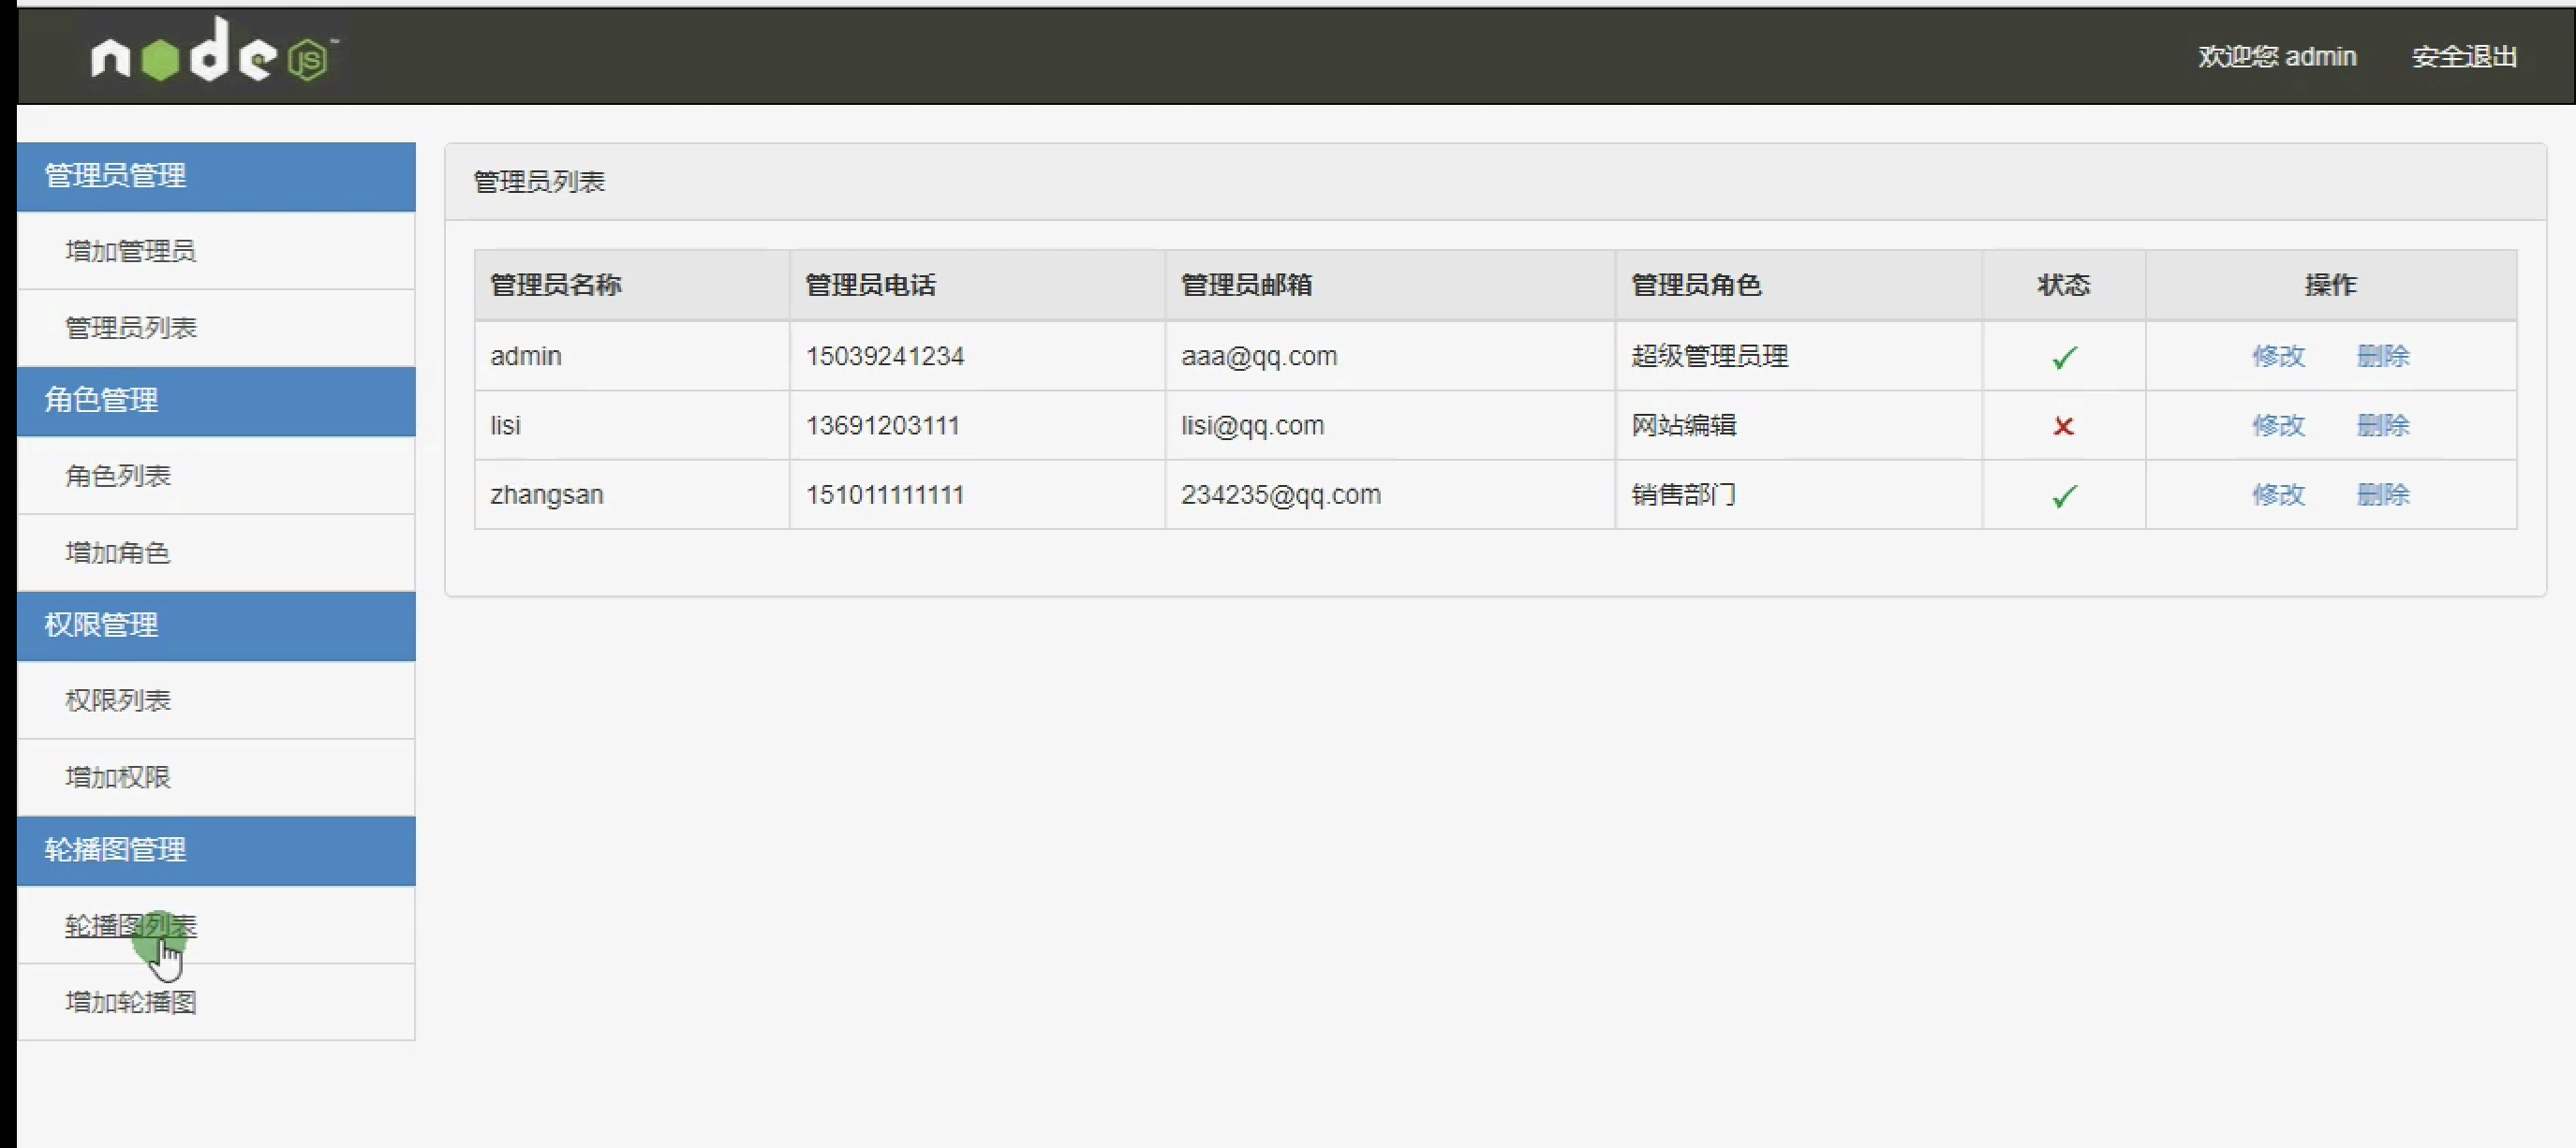 node JS™
欢迎您 admin 安全退出
管理员管理
增加管理员
管理员列表
角色管理
角色列表
增加角色
权限管理
权限列表
增加权限
轮播图管理
轮播图列表
增加轮播图
管理员列表
管理员名称 管理员电话 管理员邮箱 管理员角色 状态 操作
admin 15039241234 aaa@qq.com 超级管理员理 修改 删除
lisi 13691203111 lisi@qq.com 网站编辑 修改 删除
zhangsan 151011111111 234235@qq.com 销售部门 修改 删除